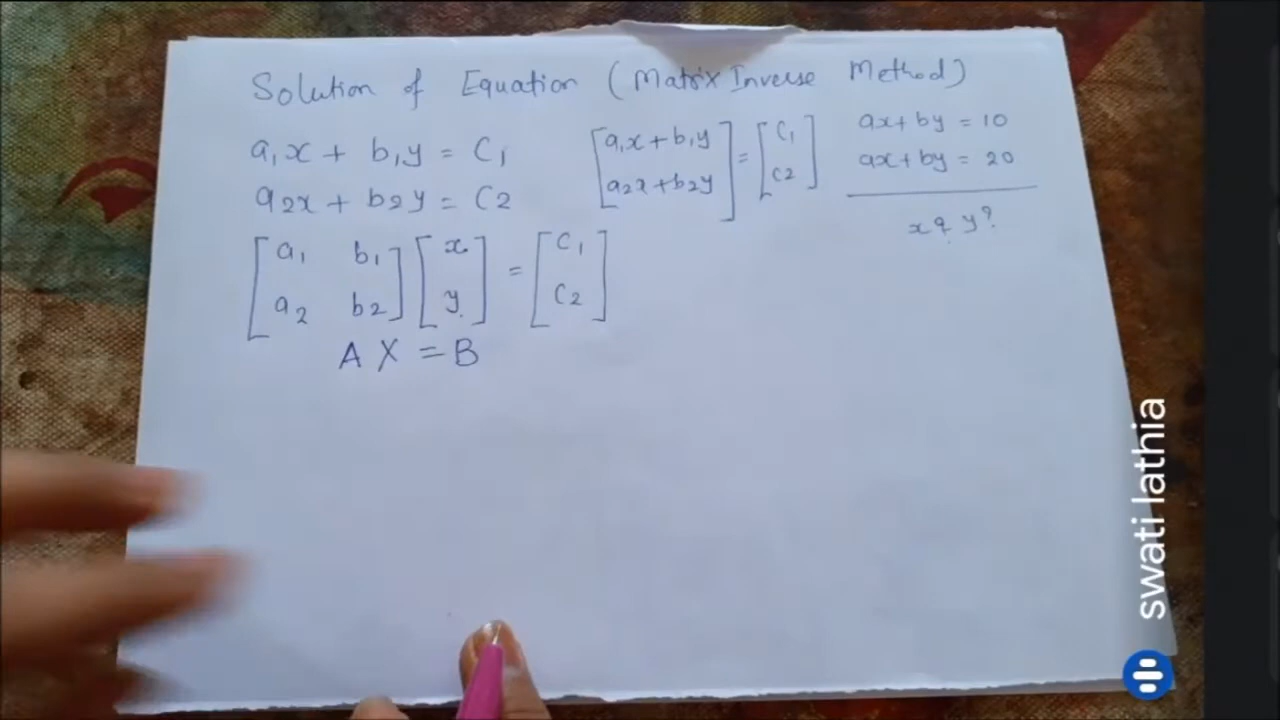 Solution of Equation (Matrix Inverse Method)
a₁x + b₁y = C₁
a₂x + b₂y = C₂
[a₁x + b₁y] = [C₁]
[a₂x + b₂y] [C₂]
ax + by = 10
ax + by = 20
x & y?
[a₁ b₁] [x] = [C₁]
[a₂ b₂] [y] [C₂]
A X = B
swati lathia